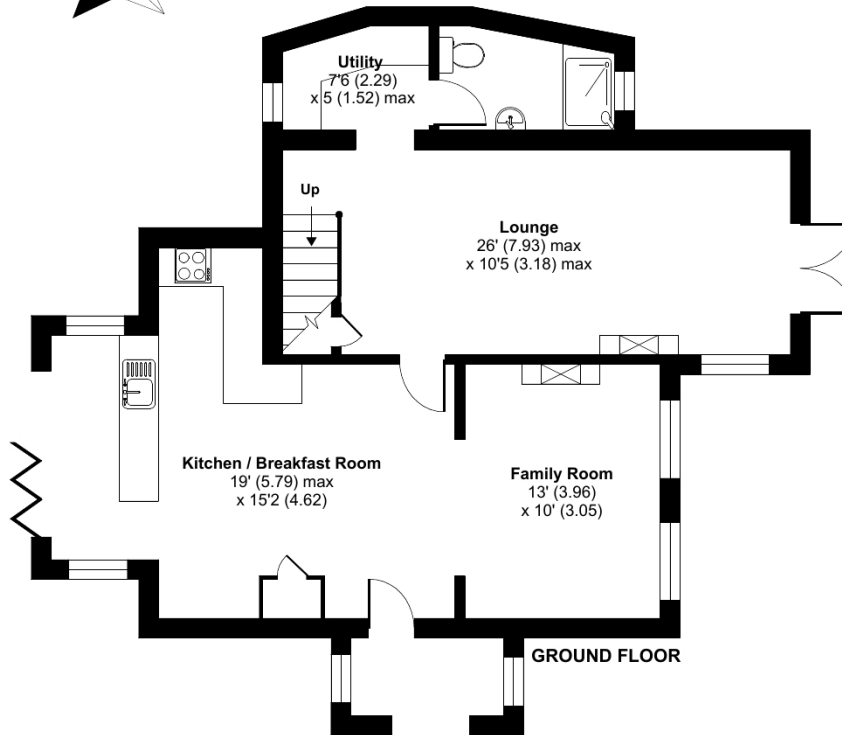 Utility
7'6 (2.29)
x 5 (1.52) max
Up
Lounge
26' (7.93) max
x 10'5 (3.18) max
Kitchen / Breakfast Room
19' (5.79) max
x 15'2 (4.62)
Family Room
13' (3.96)
x 10' (3.05)
GROUND FLOOR